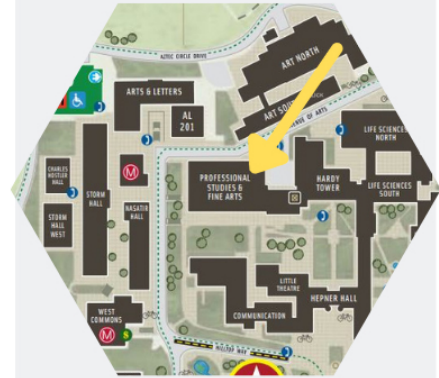 AZTEC CIRCLE DRIVE
ART NORTH
ARTS & LETTERS
AL
201
ART SOUTH
AVENUE OF ARTS
LIFE SCIENCES
NORTH
CHARLES
HOSTLER
HALL
STORM
HALL
M
NASATIR
HALL
PROFESSIONAL
STUDIES &
FINE ARTS
HARDY
TOWER
LIFE SCIENCES
SOUTH
STORM
HALL
WEST
LITTLE
THEATRE
HEPNER HALL
WEST
COMMONS
M
S
COMMUNICATION
HILLTOP WAY